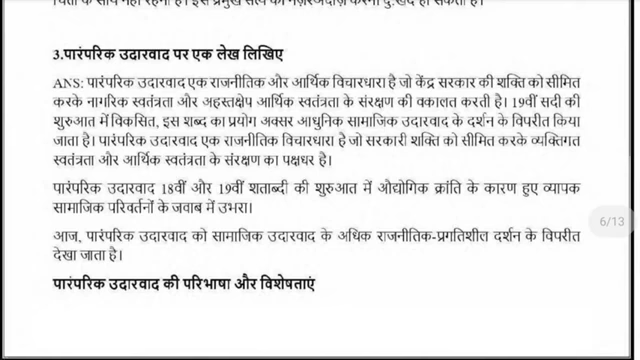 3.पारंपरिक उदारवाद पर एक लेख लिखिए
ANS: पारंपरिक उदारवाद एक राजनीतिक और आर्थिक विचारधारा है जो केंद्र सरकार की शक्ति को सीमित
करके नागरिक स्वतंत्रता और अहस्तक्षेप आर्थिक स्वतंत्रता के संरक्षण की वकालत करती है। 19वीं सदी की
शुरुआत में विकसित, इस शब्द का प्रयोग अक्सर आधुनिक सामाजिक उदारवाद के दर्शन के विपरीत किया
जाता है। पारंपरिक उदारवाद एक राजनीतिक विचारधारा है जो सरकारी शक्ति को सीमित करके व्यक्तिगत
स्वतंत्रता और आर्थिक स्वतंत्रता के संरक्षण का पक्षधर है।
पारंपरिक उदारवाद 18वीं और 19वीं शताब्दी की शुरुआत में औद्योगिक क्रांति के कारण हुए व्यापक
सामाजिक परिवर्तनों के जवाब में उभरा।
6/13
आज, पारंपरिक उदारवाद को सामाजिक उदारवाद के अधिक राजनीतिक-प्रगतिशील दर्शन के विपरीत
देखा जाता है।
पारंपरिक उदारवाद की परिभाषा और विशेषताएं